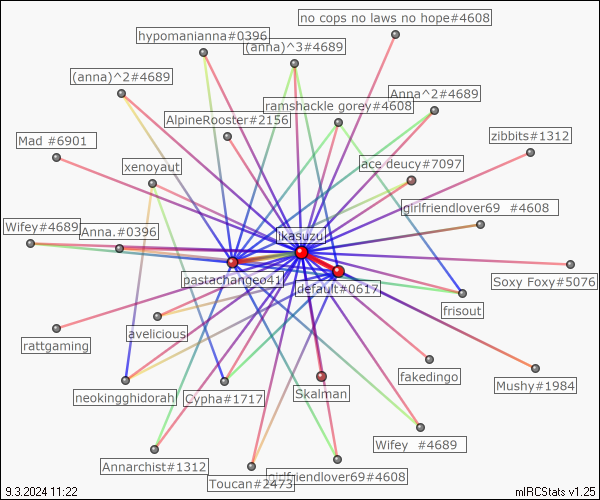 no cops no laws no hope#4608
hypomanianna#0396
(anna)^3#4689
(anna)^2#4689
Anna^2#4689
ramshackle gorey#4608
AlpineRooster#2156
zibbits#1312
Mad #6901
xenoyaut
ace deucy#7097
girlfriendlover69 #4608
Wifey#4689
Anna.#0396
jkasuzu
pastachangeo41
default#0617
Soxy Foxy#5076
frisout
avelicious
rattgaming
fakedingo
Mushy#1984
neokingghidorah
Cypha#1717
Skalman
Wifey #4689
Annarchist#1312
girlfriendlover69#4608
Toucan#2473
9.3.2024 11:22
mIRCStats v1.25